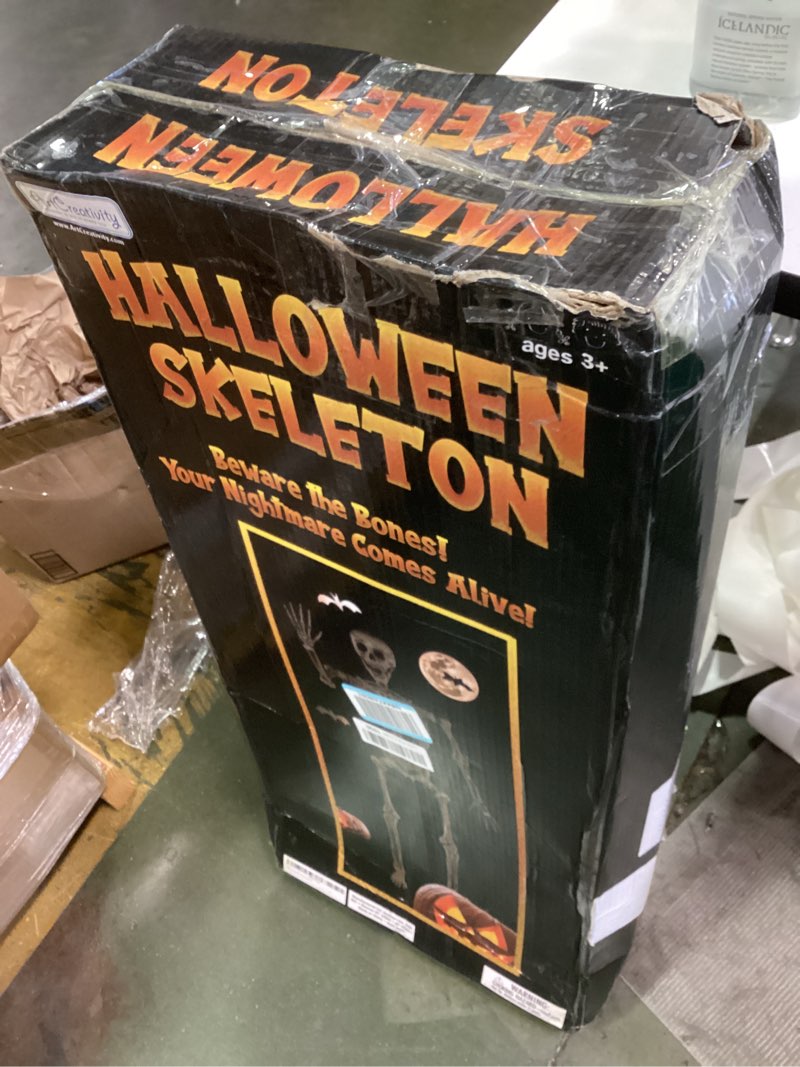 SKELETON
HALLOWEEN
ArtCreativity
www.ArtCreativity.com
HALLOWEEN
SKELETON
ages 3+
Beware The Bones!
Your Nightmare Comes Alive!
WARNING:
ICELANDIC